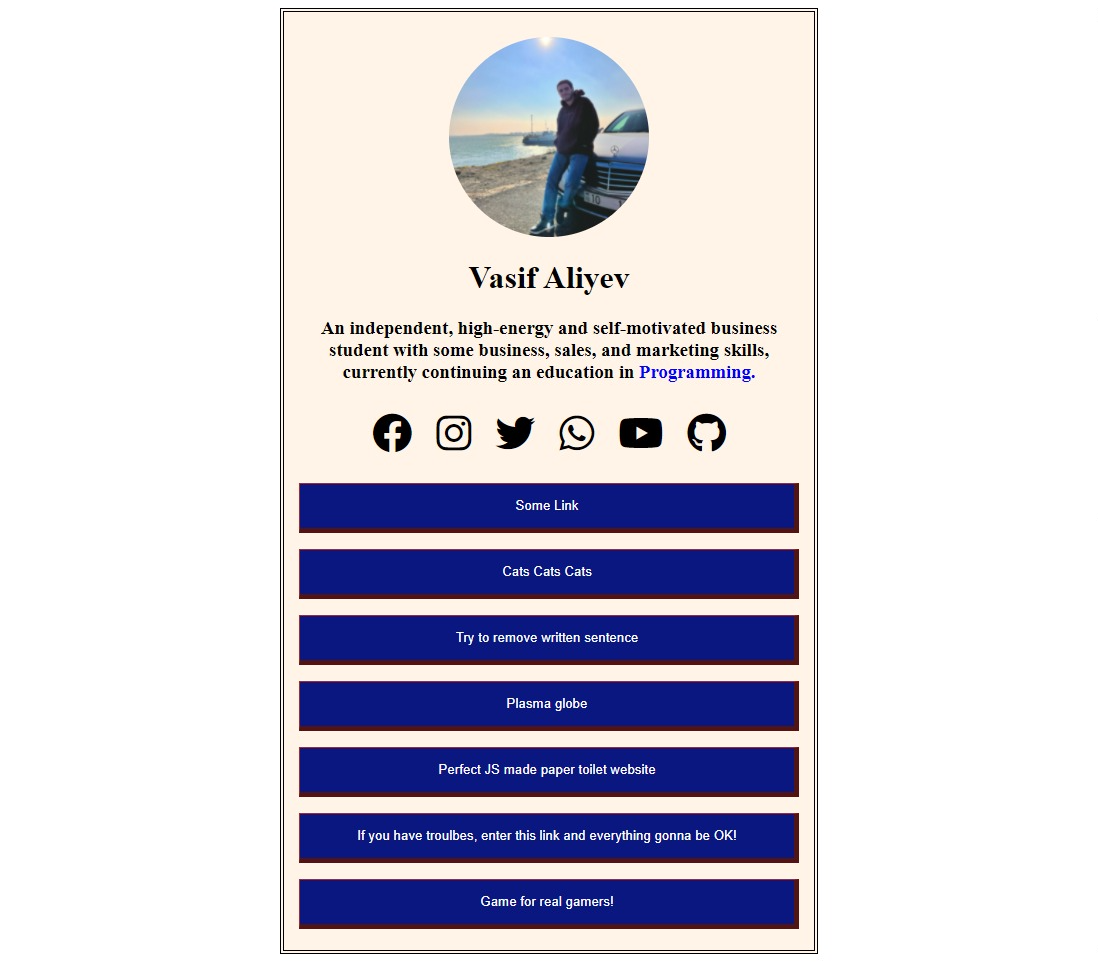 Vasif Aliyev
An independent, high-energy and self-motivated business
student with some business, sales, and marketing skills,
currently continuing an education in Programming.
Some Link
Cats Cats Cats
Try to remove written sentence
Plasma globe
Perfect JS made paper toilet website
If you have troulbes, enter this link and everything gonna be OK!
Game for real gamers!